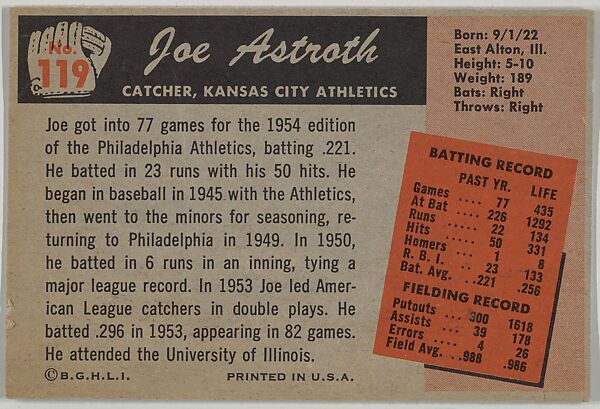 No.
119
Joe Astroth
CATCHER, KANSAS CITY ATHLETICS
Born: 9/1/22
East Alton, Ill.
Height: 5-10
Weight: 189
Bats: Right
Throws: Right
Joe got into 77 games for the 1954 edition
of the Philadelphia Athletics, batting .221.
He batted in 23 runs with his 50 hits. He
began in baseball in 1945 with the Athletics,
then went to the minors for seasoning, re-
turning to Philadelphia in 1949. In 1950,
he batted in 6 runs in an inning, tying a
major league record. In 1953 Joe led Amer-
ican League catchers in double plays. He
batted .296 in 1953, appearing in 82 games.
He attended the University of Illinois.
©B.G.H.L.I. PRINTED IN U.S.A.
BATTING RECORD
PAST YR. LIFE
Games .... 77 435
At Bat .... 226 1292
Runs ..... 22 134
Hits ..... 50 331
Homers .... 1 8
R. B. I. .... 23 133
Bat. Avg. ...221 .256
FIELDING RECORD
Putouts .... 300 1618
Assists .... 39 178
Errors .... 4 26
Field Avg. ...988 .986